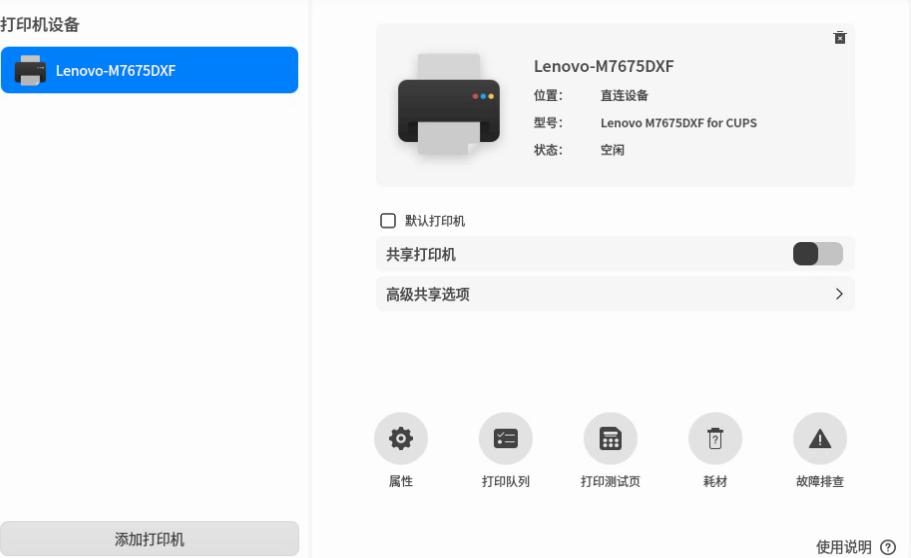 打印机设备
Lenovo-M7675DXF
Lenovo-M7675DXF
位置： 直连设备
型号： Lenovo M7675DXF for CUPS
状态： 空闲
默认打印机
共享打印机
高级共享选项
属性 打印队列 打印测试页 耗材 故障排查
添加打印机
使用说明